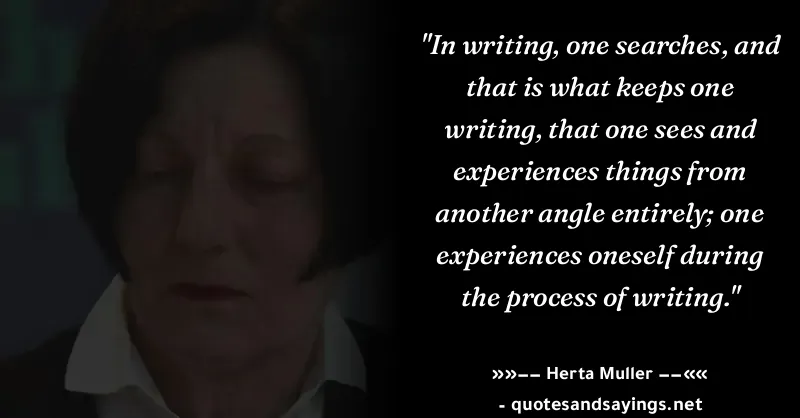 "In writing, one searches, and
that is what keeps one
writing, that one sees and
experiences things from
another angle entirely; one
experiences oneself during
the process of writing."
»»–– Herta Muller ––««
- quotesandsayings.net